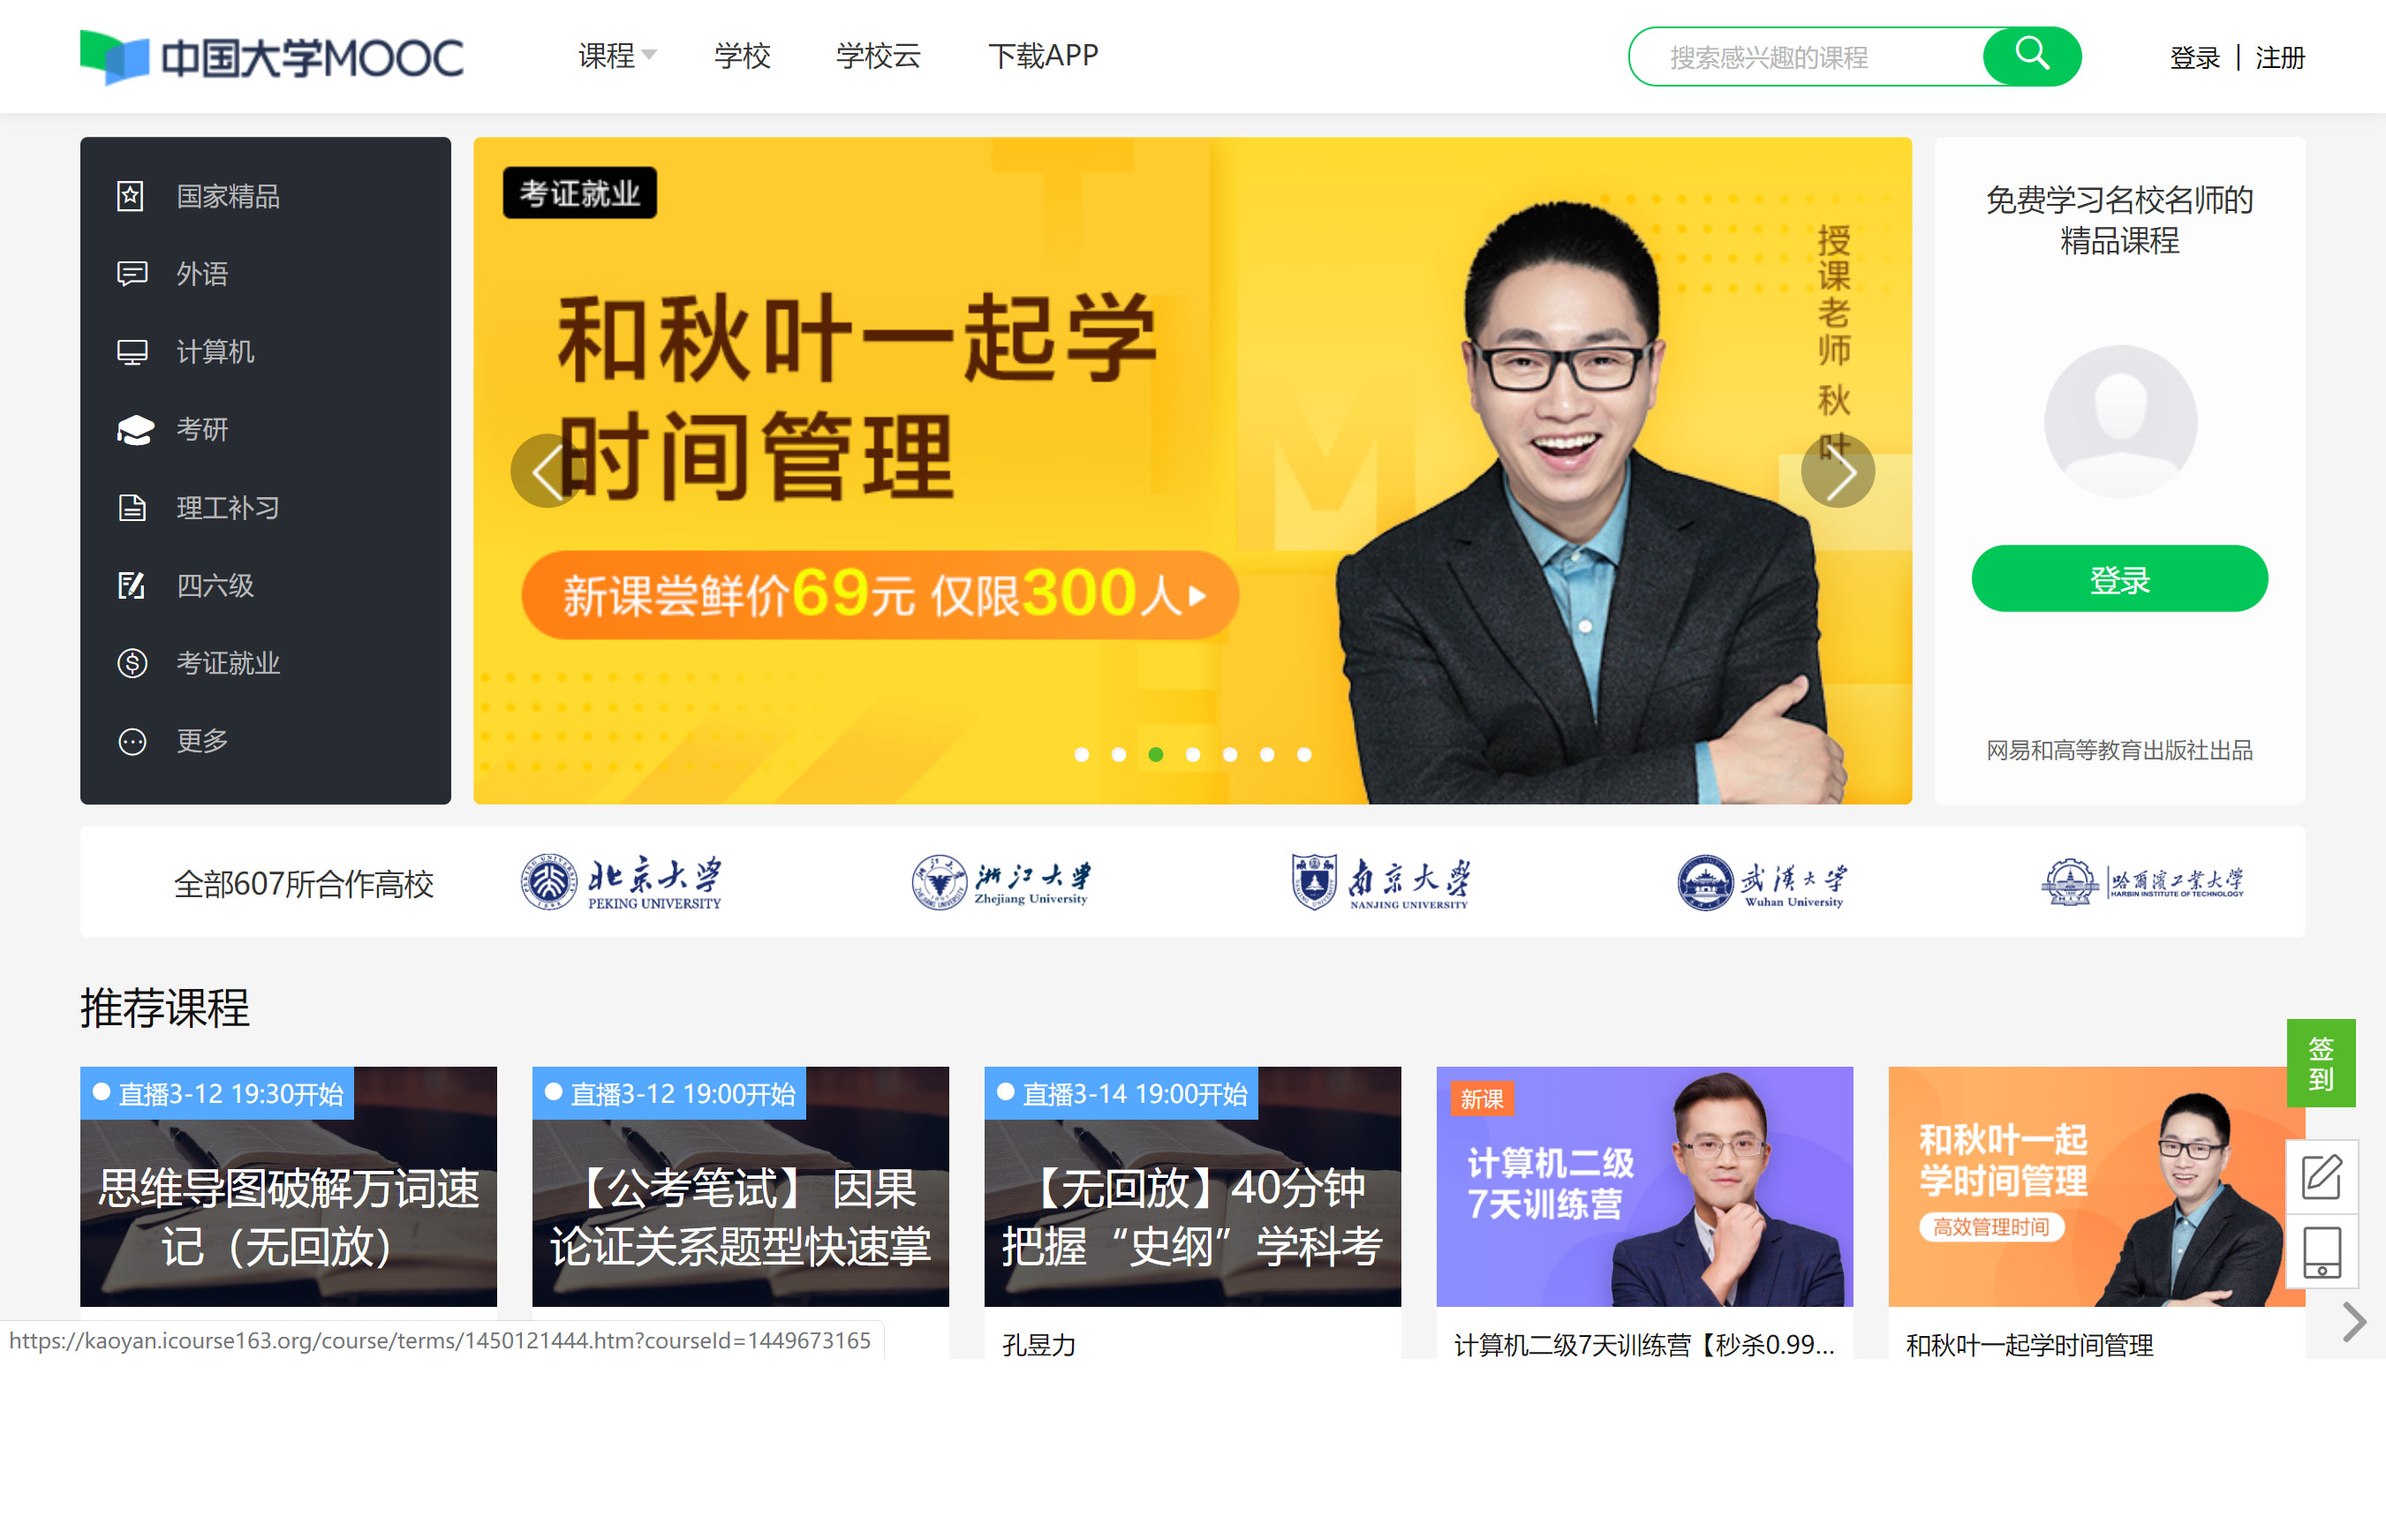 中国大学MOOC
课程
学校
学校云
下载APP
搜索感兴趣的课程
登录 | 注册
国家精品
外语
计算机
考研
理工补习
四六级
考证就业
更多
考证就业
和秋叶一起学
时间管理
新课尝鲜价69元 仅限300人
授课老师 秋叶
免费学习名校名师的
精品课程
登录
网易和高等教育出版社出品
全部607所合作高校
北京大学
PEKING UNIVERSITY
浙江大学
Zhejiang University
南京大学
NANJING UNIVERSITY
武汉大学
Wuhan University
哈尔滨工业大学
HARBIN INSTITUTE OF TECHNOLOGY
推荐课程
签到
直播3-12 19:30开始
思维导图破解万词速
记（无回放）
直播3-12 19:00开始
【公考笔试】 因果
论证关系题型快速掌
直播3-14 19:00开始
【无回放】40分钟
把握“史纲”学科考
孔昱力
新课
计算机二级
7天训练营
计算机二级7天训练营【秒杀0.99...
和秋叶一起
学时间管理
高效管理时间
和秋叶一起学时间管理
https://kaoyan.icourse163.org/course/terms/1450121444.htm?courseId=1449673165